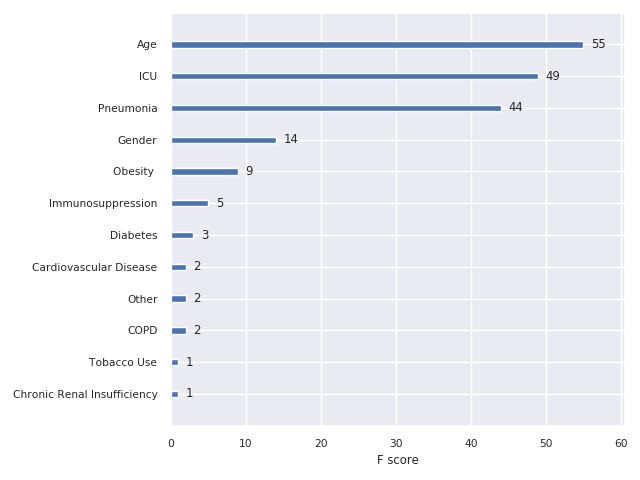 Age 55
ICU 49
Pneumonia 44
Gender 14
Obesity 9
Immunosuppression 5
Diabetes 3
Cardiovascular Disease 2
Other 2
COPD 2
Tobacco Use 1
Chronic Renal Insufficiency 1
0 10 20 30 40 50 60
F score